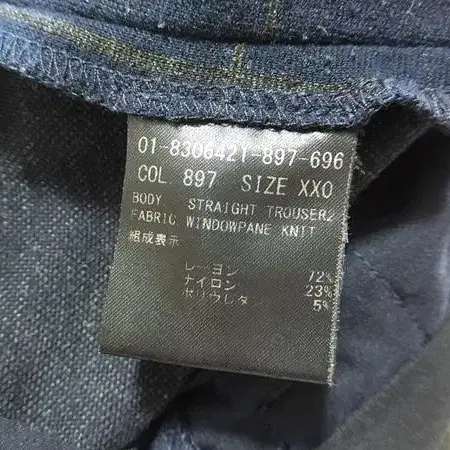 01-8306421-897-696
COL. 897 SIZE XXO
BODY STRAIGHT TROUSER2
FABRIC WINDOWPANE KNIT
組成表示
レーヨン 72%
ナイロン 23%
ポリウレタン 5%